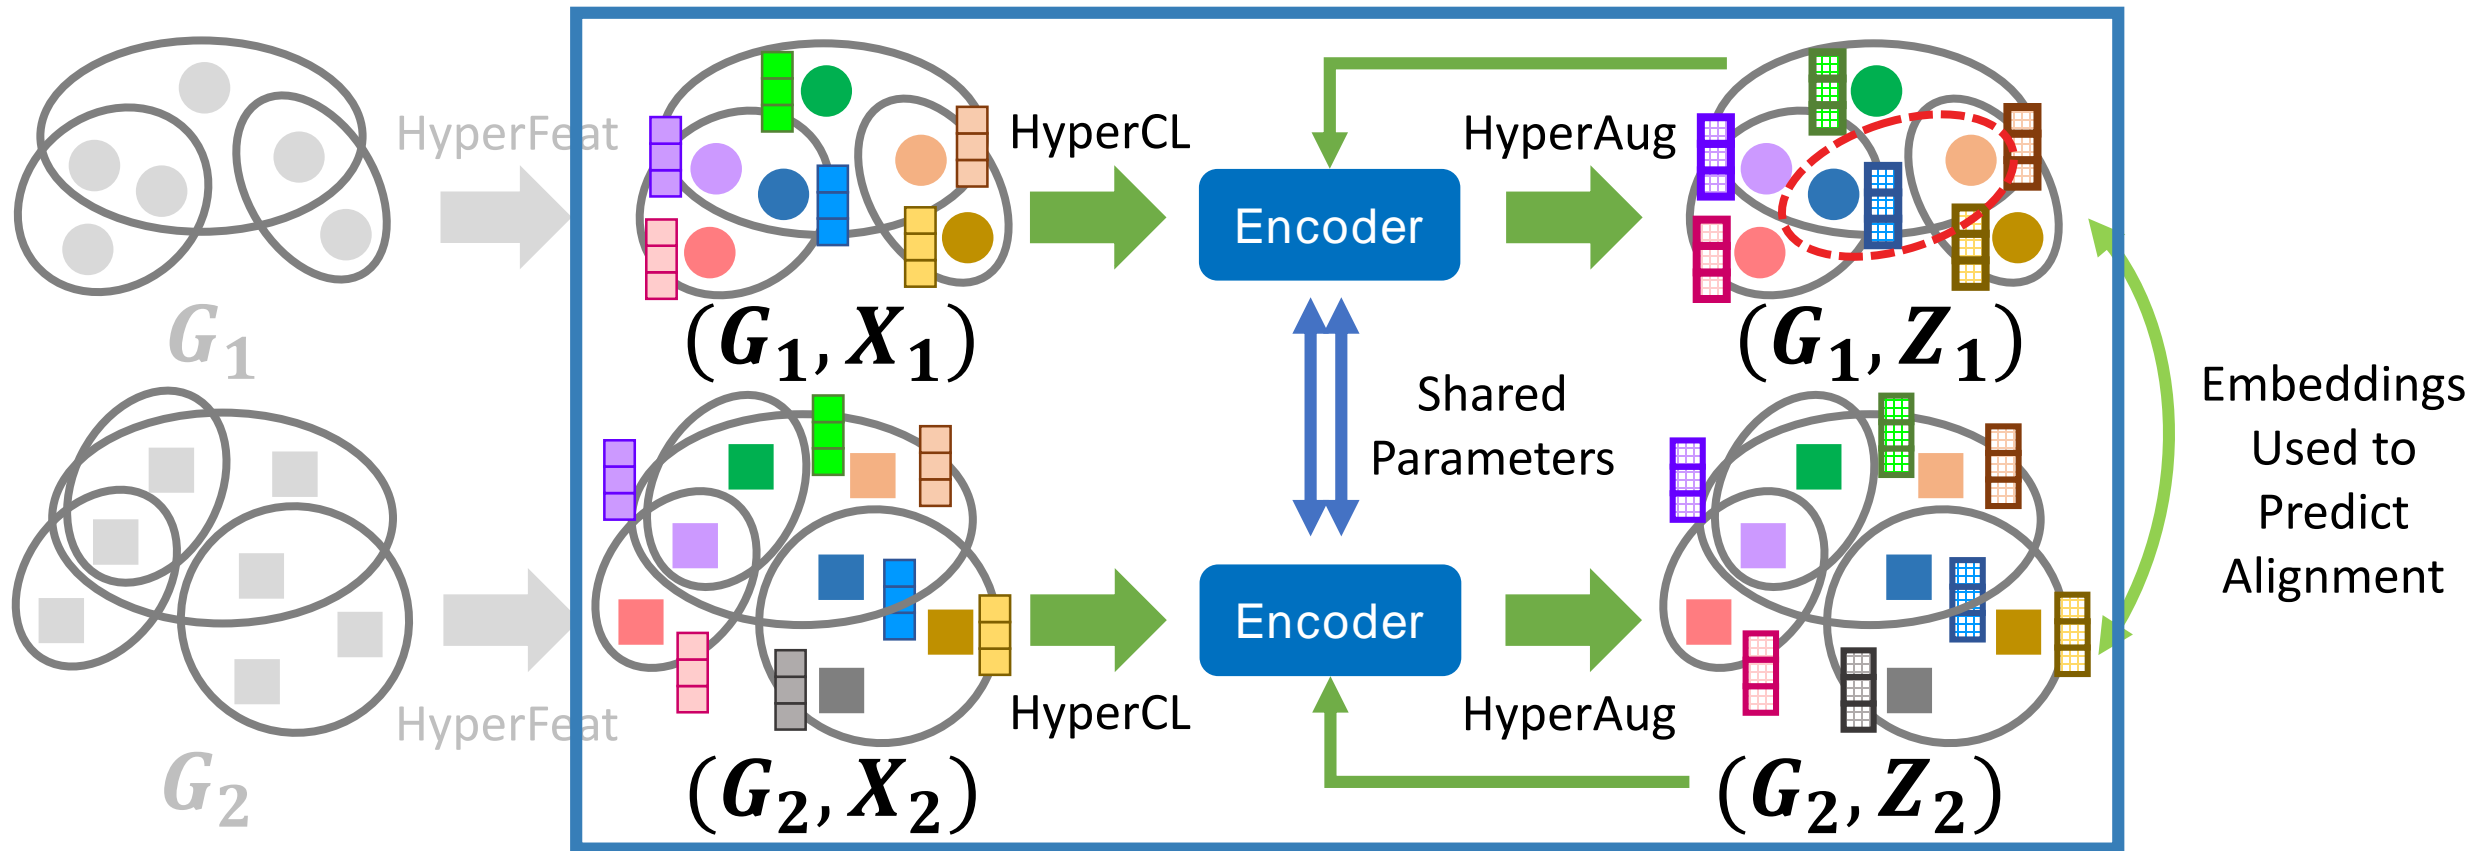 HyperFeat
HyperCL
HyperAug
Encoder
G1
(G1, X1)
(G1, Z1)
Shared
Parameters
Embeddings
Used to
Predict
Alignment
Encoder
HyperFeat
HyperCL
HyperAug
G2
(G2, X2)
(G2, Z2)